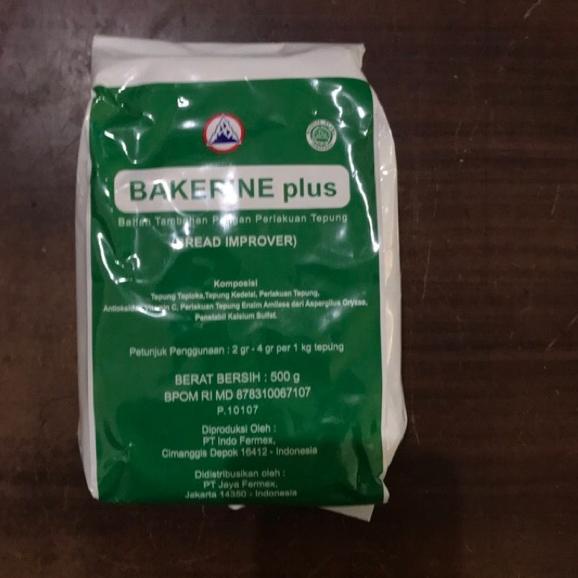 BAKERINE plus
Bahan Tambahan Pangan Perlakuan Tepung
(BREAD IMPROVER)
Komposisi
Tepung Tapioka,Tepung Kedelai, Perlakuan Tepung,
Antioksidan Vitamin C, Perlakuan Tepung Enzim Amilase dari Aspergilus Oryzae,
Penstabil Kalsium Sulfat.
Petunjuk Penggunaan : 2 gr - 4 gr per 1 kg tepung
BERAT BERSIH : 500 g
BPOM RI MD 878310067107
P.10107
Diproduksi Oleh :
PT Indo Fermex,
Cimanggis Depok 16412 - Indonesia
Didistribusikan oleh :
PT Jaya Fermex,
Jakarta 14350 - Indonesia